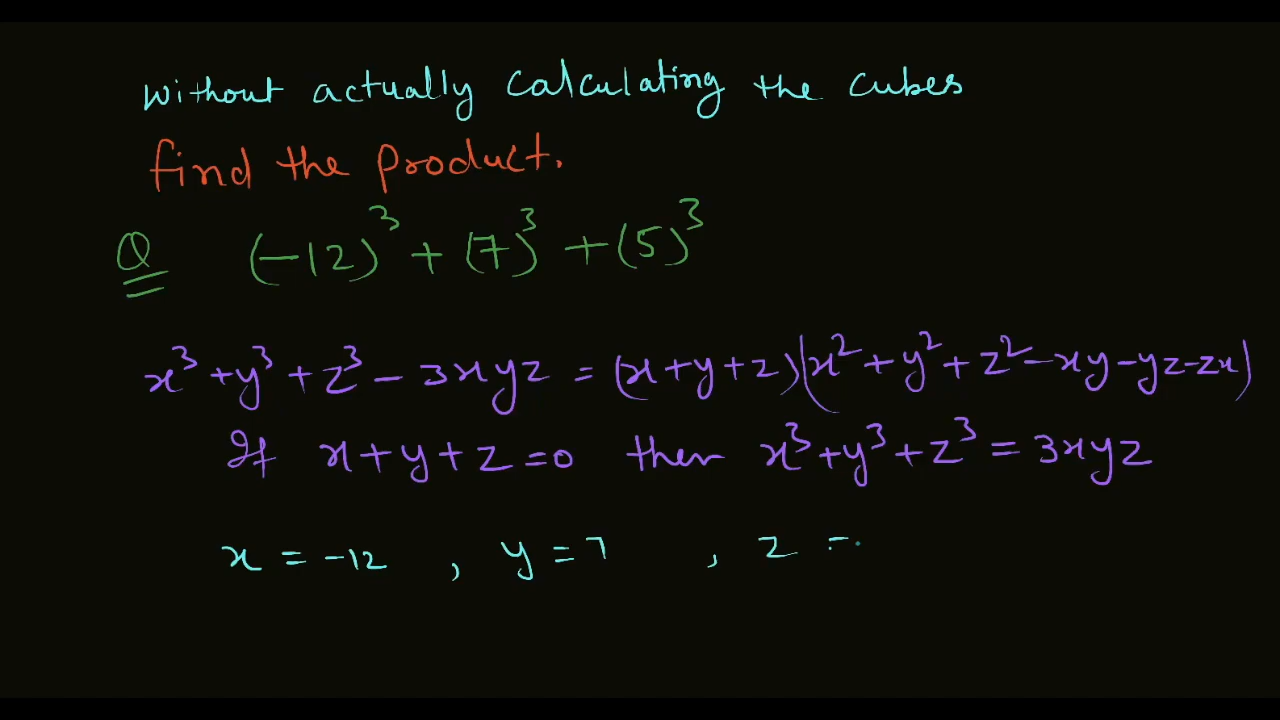 without actually calculating the cubes
find the product.
Q (-12)³ + (7)³ + (5)³
x³ + y³ + z³ - 3xyz = (x+y+z)(x² + y² + z² - xy - yz - zx)
If x + y + z = 0 then x³ + y³ + z³ = 3xyz
x = -12 , y = 7 , z =